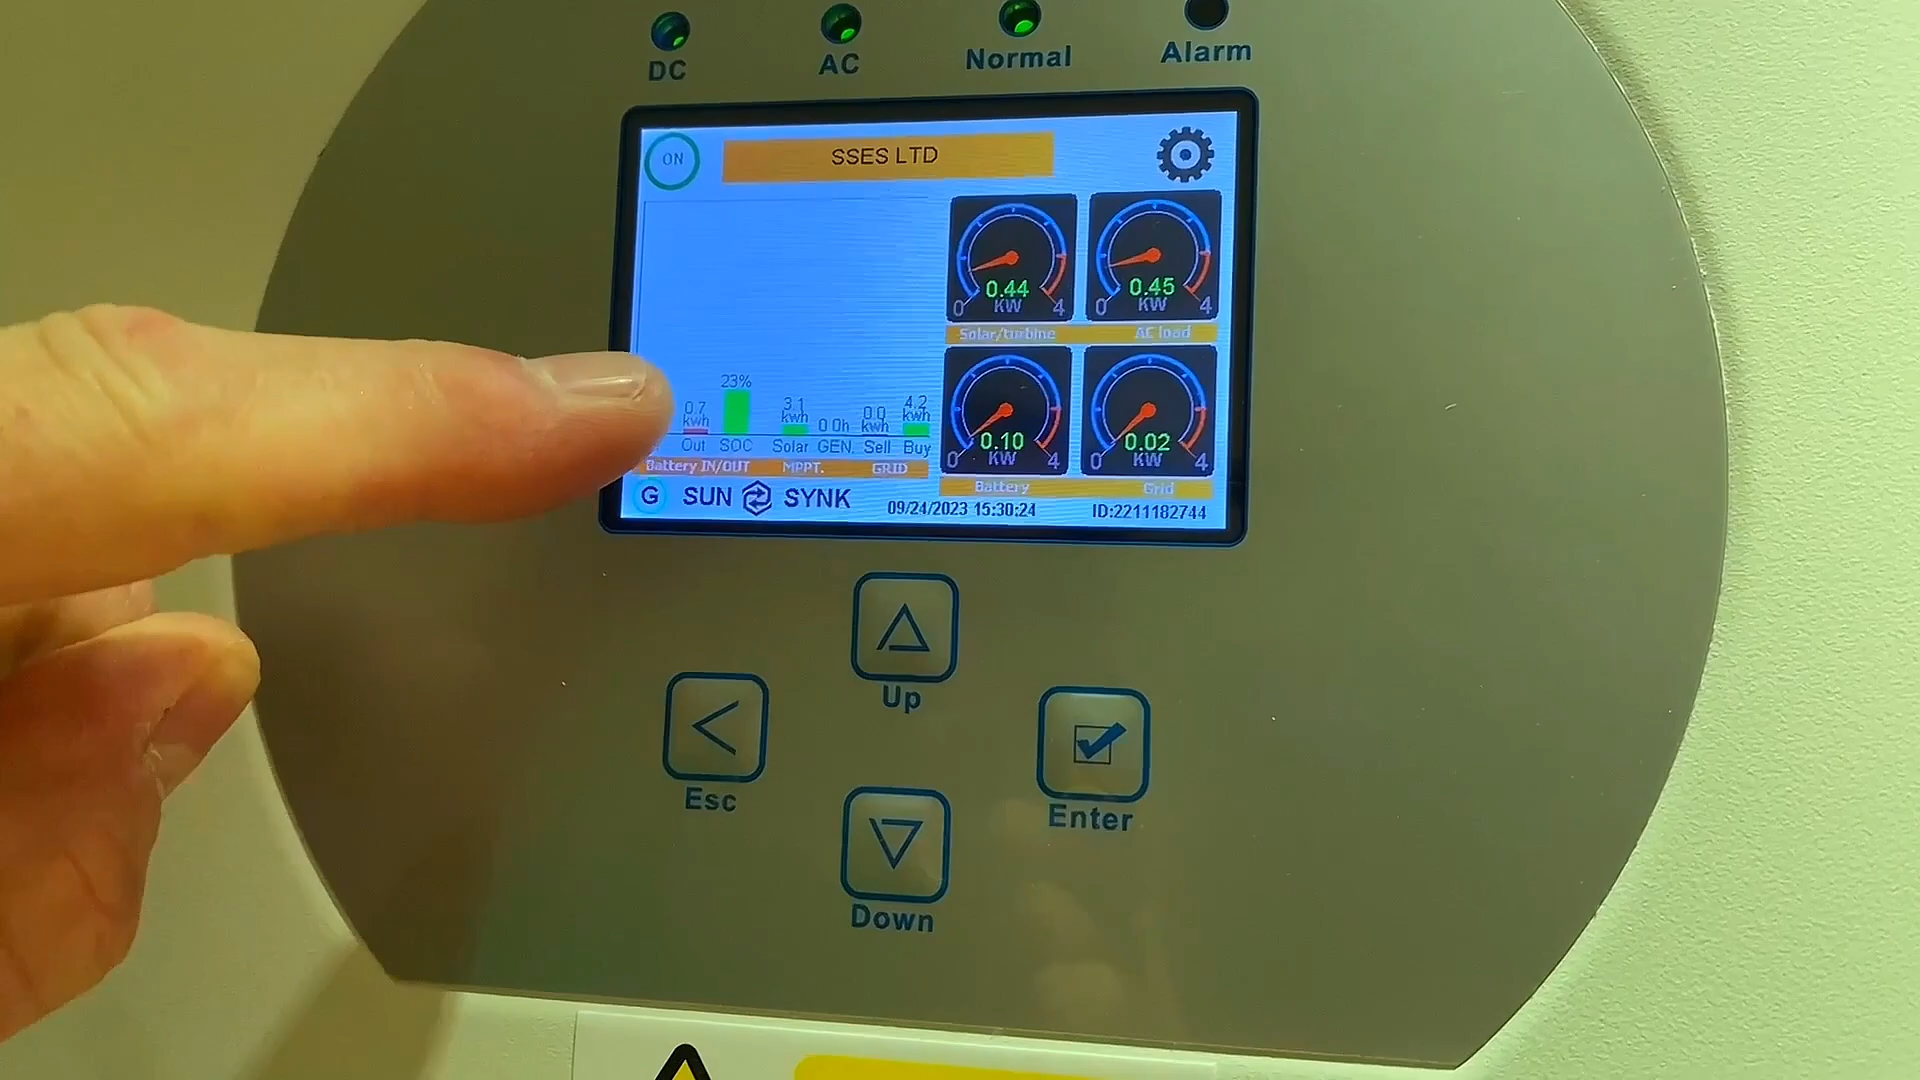 DC AC Normal Alarm
ON SSES LTD
0.44 KW 0 4
0.45 KW 0 4
Solar/turbine AC load
0.10 KW 0 4
0.02 KW 0 4
Battery Grid
0.7 kwh 23% 3.1 kwh 0.0h 0.0 kwh 4.2 kwh
Out SOC Solar GEN. Sell Buy
Battery IN/OUT MPPT. GRID
G SUN SYNK 09/24/2023 15:30:24 ID:2211182744
Up
Esc
Enter
Down